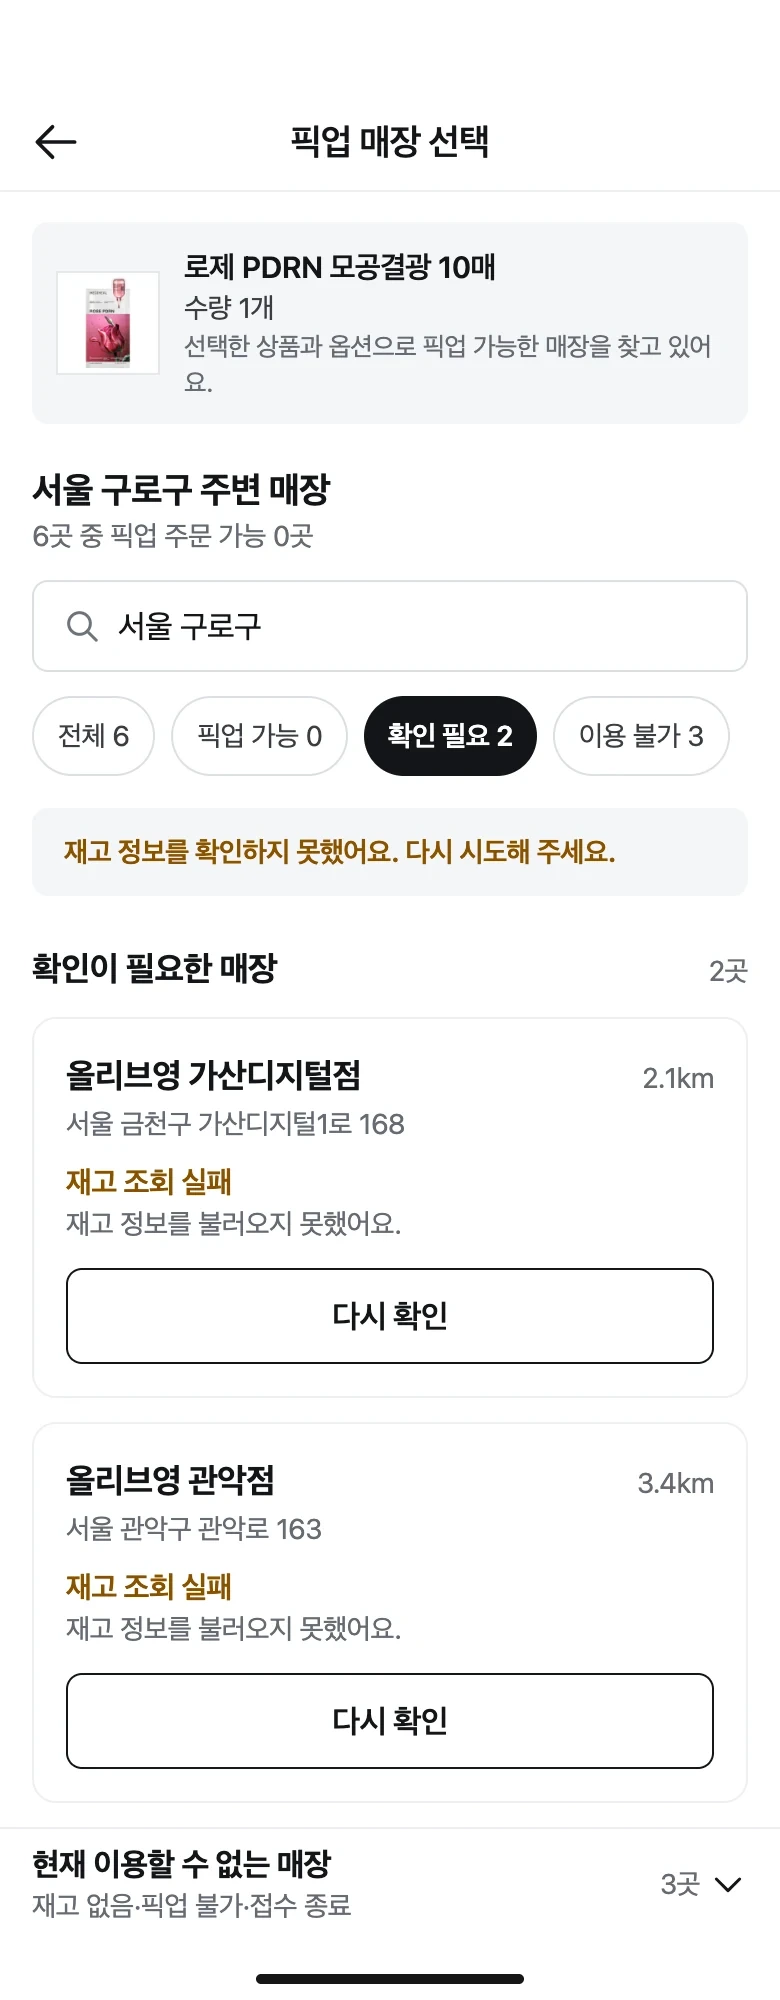 픽업 매장 선택
로제 PDRN 모공결광 10매
수량 1개
선택한 상품과 옵션으로 픽업 가능한 매장을 찾고 있어
요.
서울 구로구 주변 매장
6곳 중 픽업 주문 가능 0곳
서울 구로구
전체 6
픽업 가능 0
확인 필요 2
이용 불가 3
재고 정보를 확인하지 못했어요. 다시 시도해 주세요.
확인이 필요한 매장
2곳
올리브영 가산디지털점
2.1km
서울 금천구 가산디지털1로 168
재고 조회 실패
재고 정보를 불러오지 못했어요.
다시 확인
올리브영 관악점
3.4km
서울 관악구 관악로 163
재고 조회 실패
재고 정보를 불러오지 못했어요.
다시 확인
현재 이용할 수 없는 매장
3곳
재고 없음·픽업 불가·접수 종료